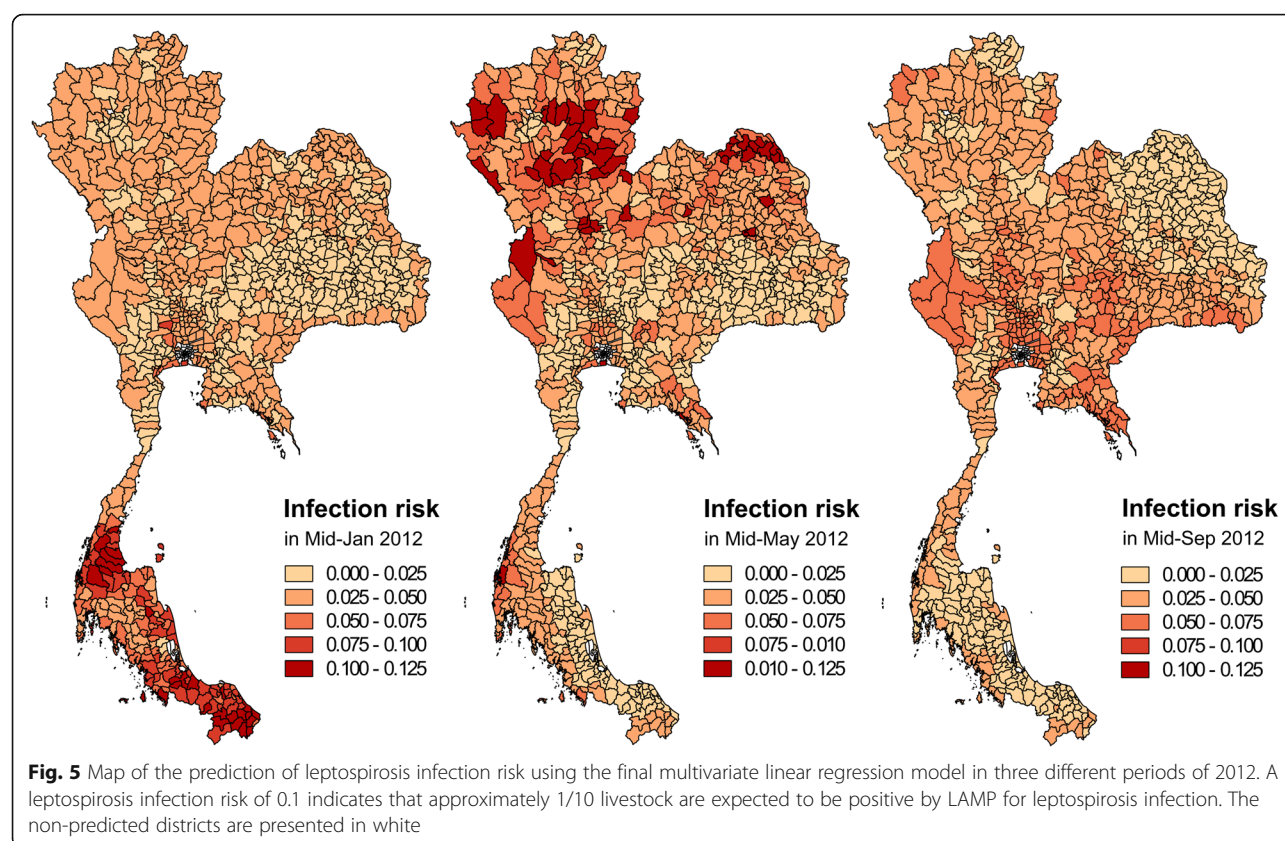 Infection risk
in Mid-Jan 2012
0.000 - 0.025
0.025 - 0.050
0.050 - 0.075
0.075 - 0.100
0.100 - 0.125
Infection risk
in Mid-May 2012
0.000 - 0.025
0.025 - 0.050
0.050 - 0.075
0.075 - 0.010
0.010 - 0.125
Infection risk
in Mid-Sep 2012
0.000 - 0.025
0.025 - 0.050
0.050 - 0.075
0.075 - 0.100
0.100 - 0.125
Fig. 5 Map of the prediction of leptospirosis infection risk using the final multivariate linear regression model in three different periods of 2012. A
leptospirosis infection risk of 0.1 indicates that approximately 1/10 livestock are expected to be positive by LAMP for leptospirosis infection. The
non-predicted districts are presented in white